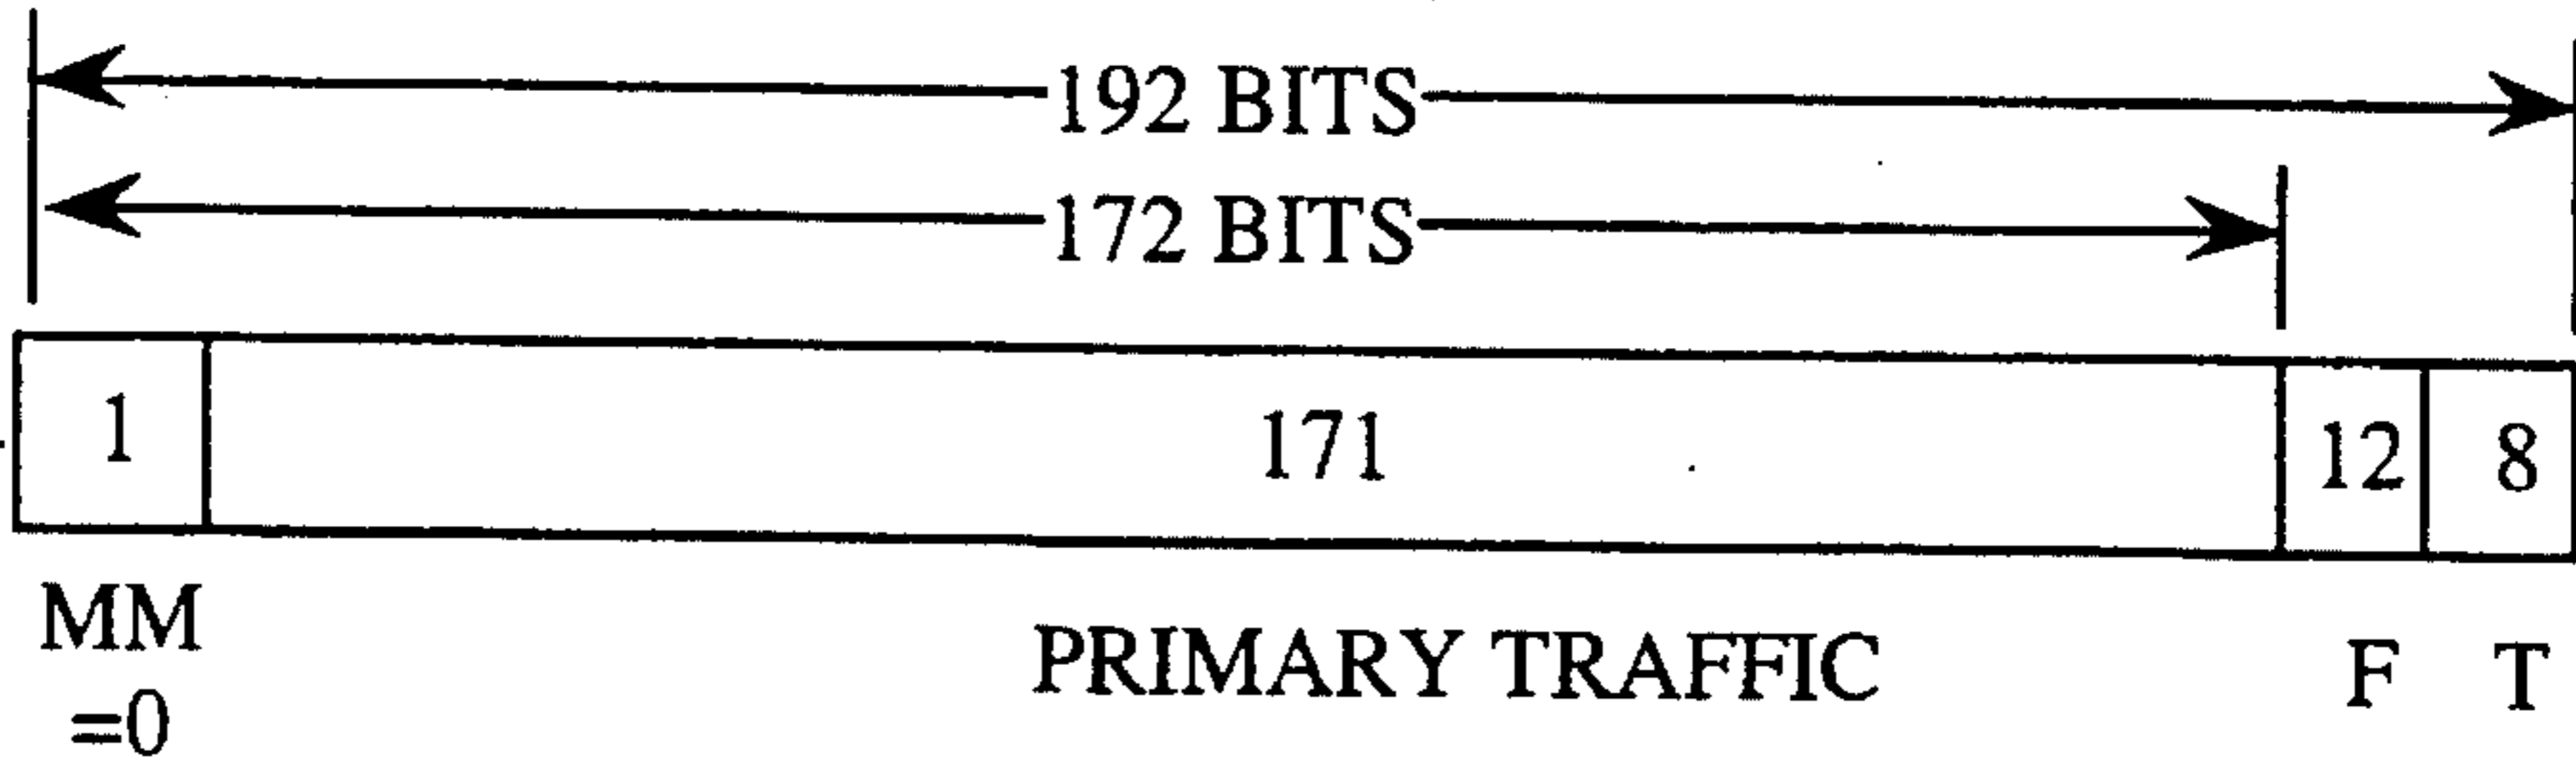 192 BITS
172 BITS
1 171 12 8
MM PRIMARY TRAFFIC F T
=0